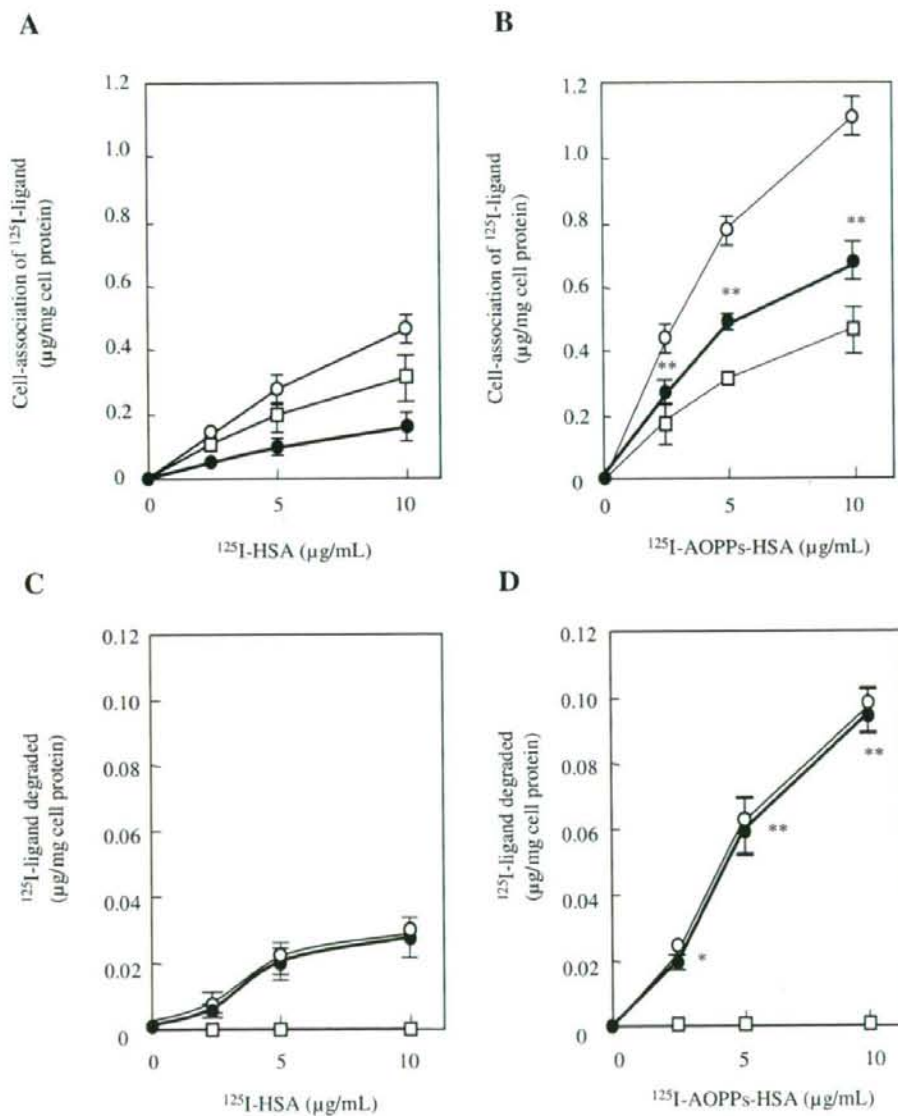 A
Cell-association of ¹²⁵I-ligand
(µg/mg cell protein)
1.2
1.0
0.8
0.6
0.4
0.2
0
0
5
10
¹²⁵I-HSA (µg/mL)
B
Cell-association of ¹²⁵I-ligand
(µg/mg cell protein)
1.2
1.0
0.8
0.6
0.4
0.2
0
**
**
**
0
5
10
¹²⁵I-AOPPs-HSA (µg/mL)
C
¹²⁵I-ligand degraded
(µg/mg cell protein)
0.12
0.10
0.08
0.06
0.04
0.02
0
0
5
10
¹²⁵I-HSA (µg/mL)
D
¹²⁵I-ligand degraded
(µg/mg cell protein)
0.12
0.10
0.08
0.06
0.04
0.02
0
**
**
*
0
5
10
¹²⁵I-AOPPs-HSA (µg/mL)